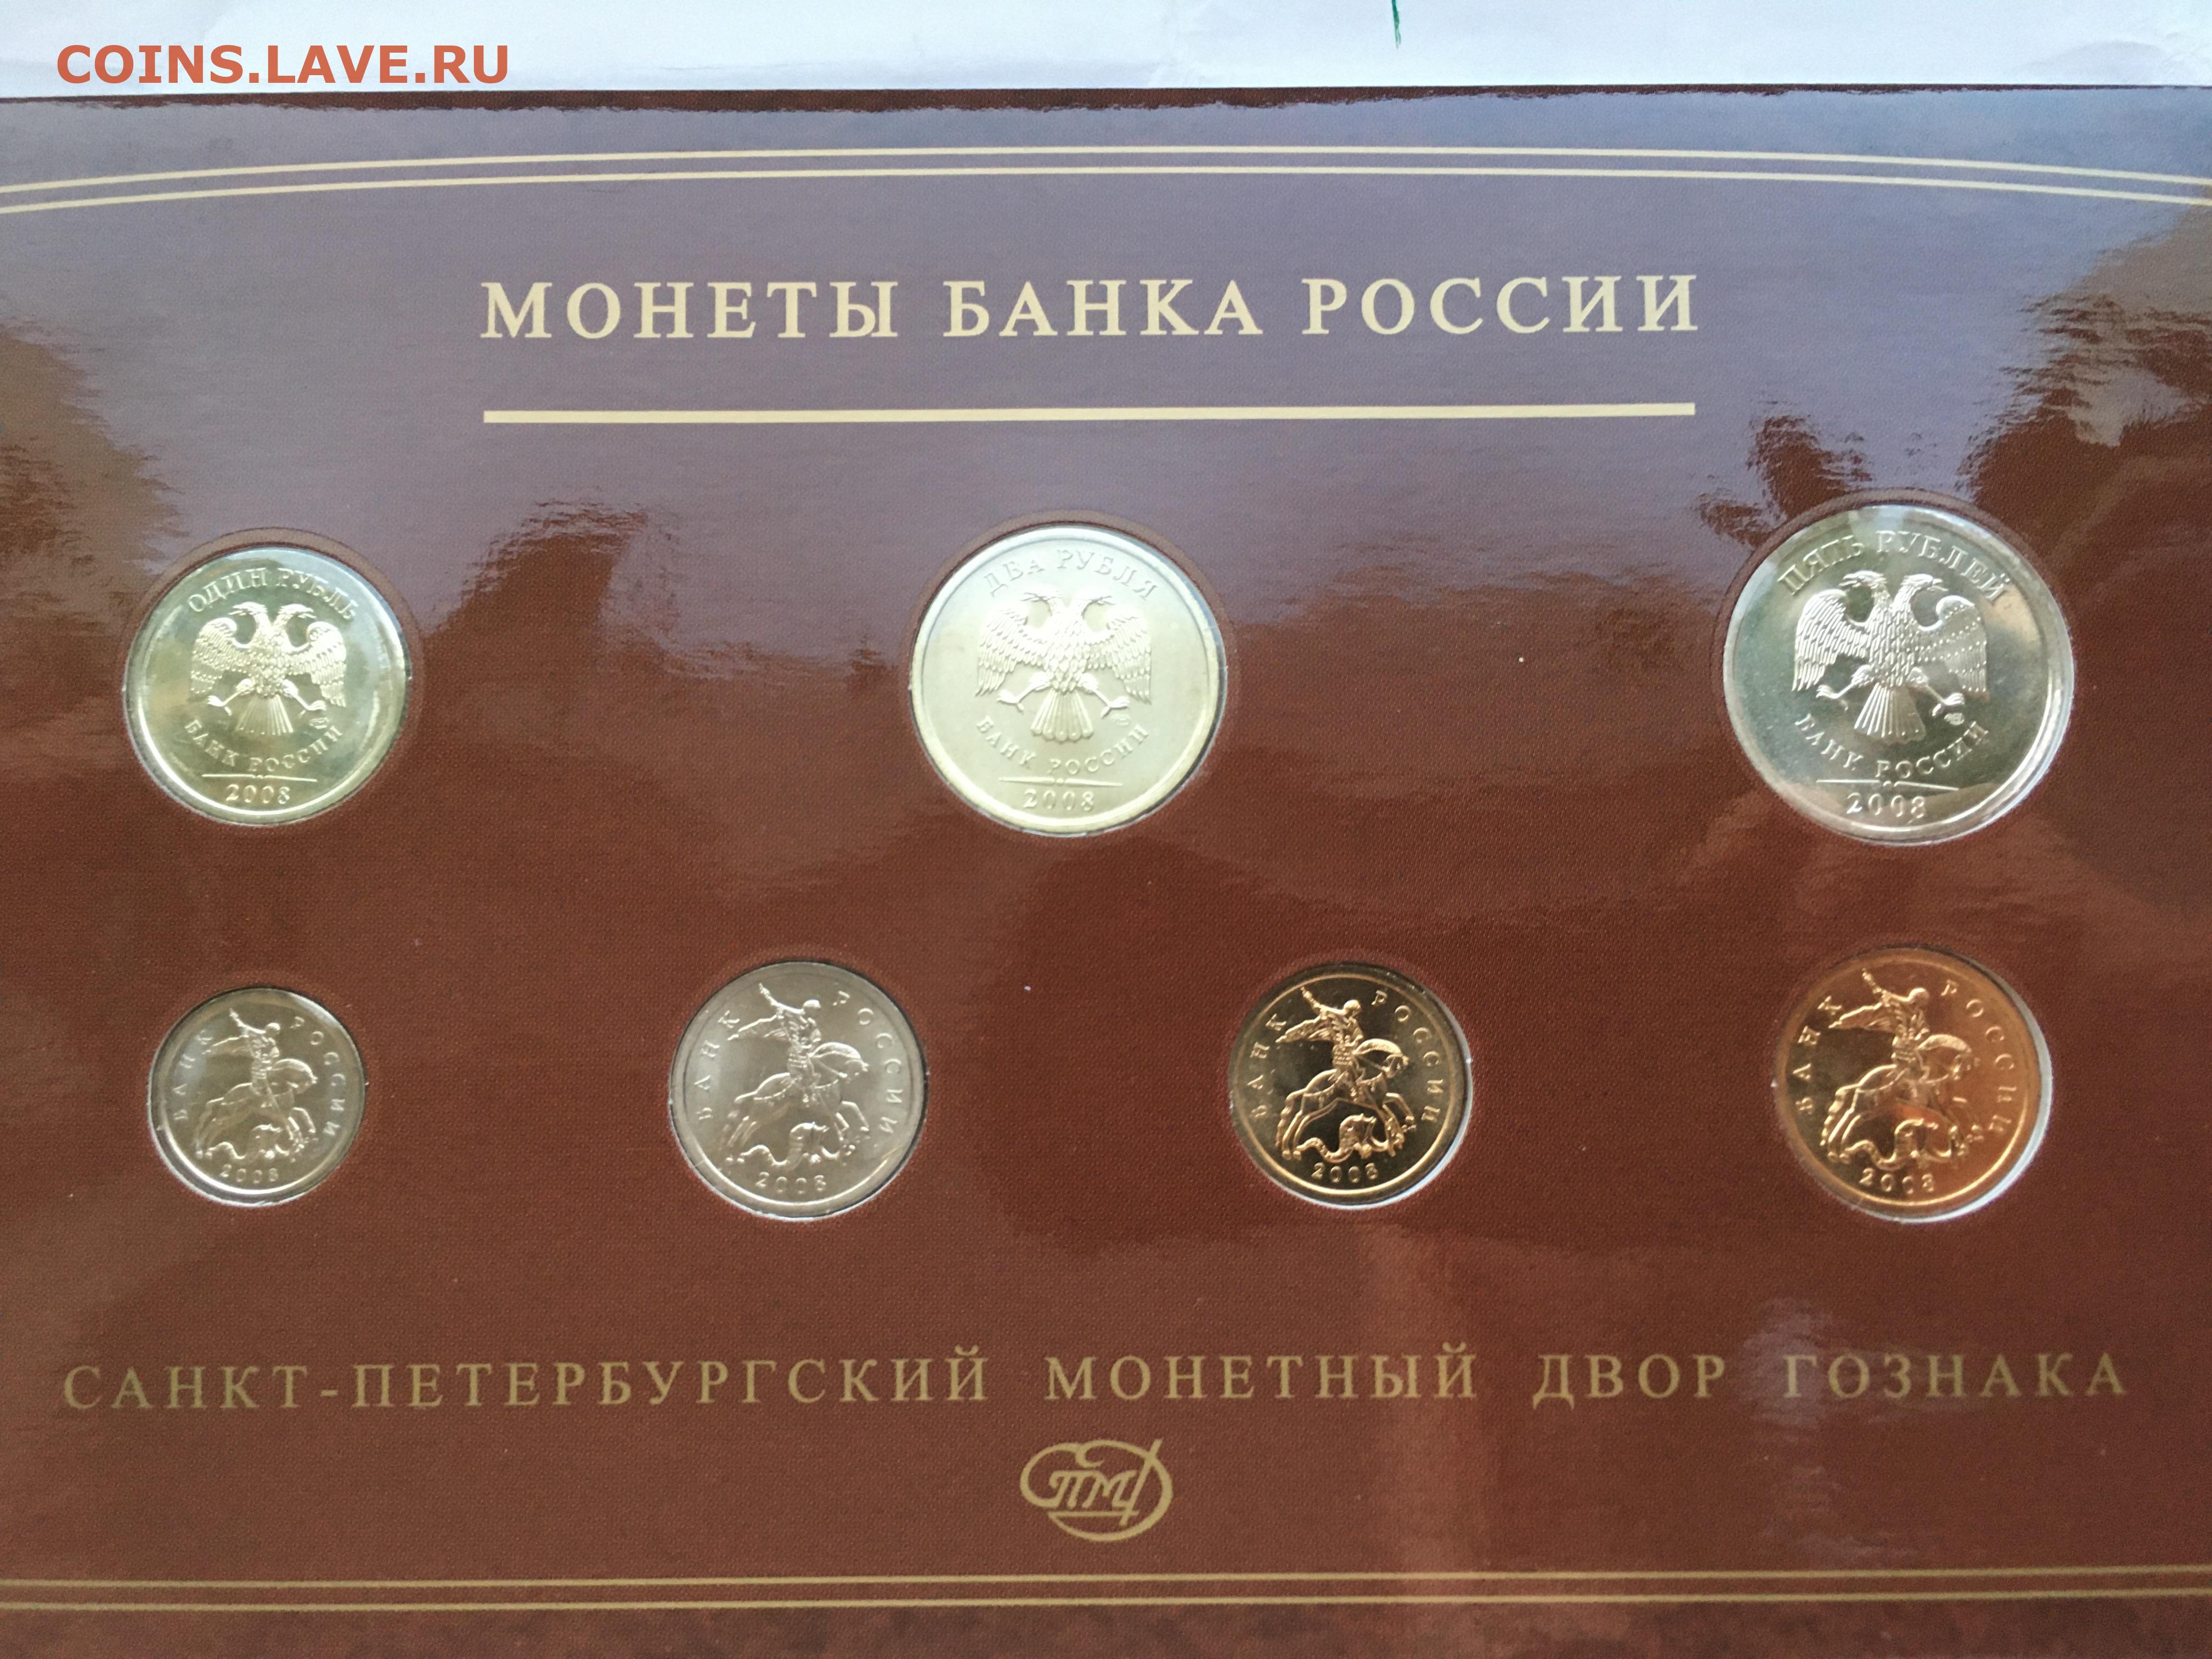 COINS.LAVE.RU
МОНЕТЫ БАНКА РОССИИ
ОДИН РУБЛЬ
БАНК РОССИИ
2008
ДВА РУБЛЯ
БАНК РОССИИ
2008
ПЯТЬ РУБЛЕЙ
БАНК РОССИИ
2008
БАНК РОССИИ
2008
БАНК РОССИИ
2008
БАНК РОССИИ
2008
БАНК РОССИИ
2008
САНКТ-ПЕТЕРБУРГСКИЙ МОНЕТНЫЙ ДВОР ГОЗНАКА
СПМД